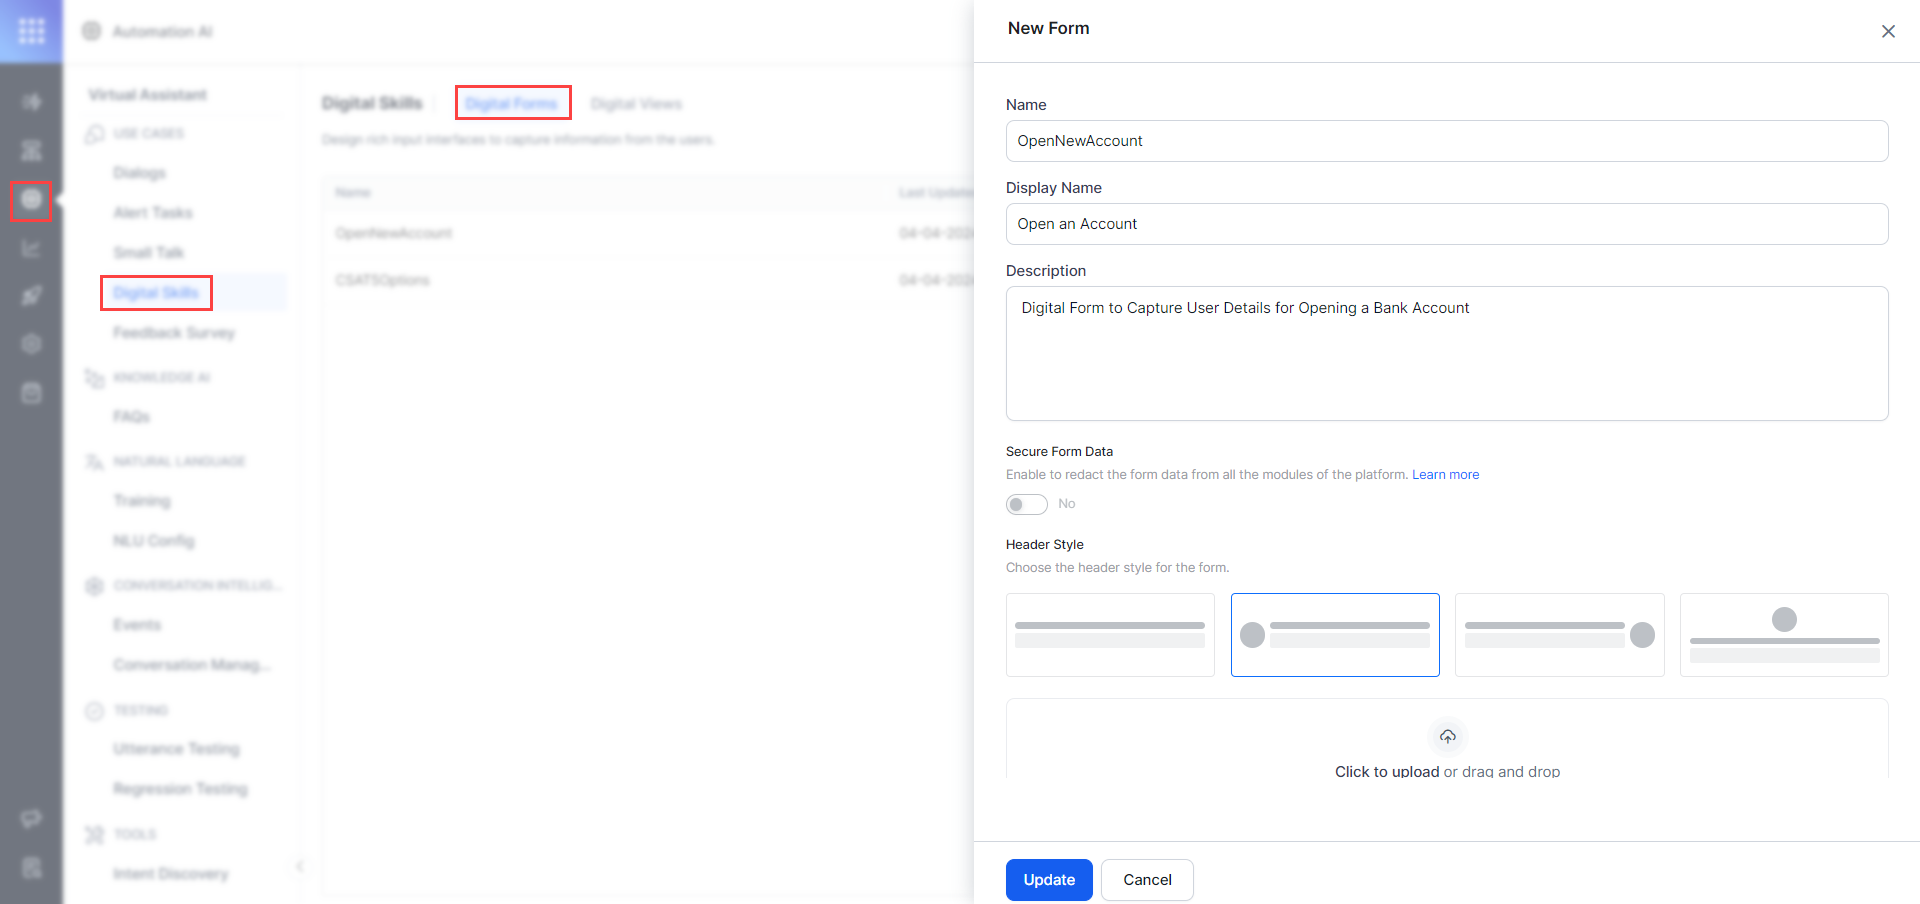 Automation AI
New Form
Virtual Assistant
USE CASES
Dialogs
Alert Tasks
Small Talk
Digital Skills
Feedback Survey
KNOWLEDGE AI
FAQs
NATURAL LANGUAGE
Training
NLU Config
CONVERSATION INTELLIG...
Events
Conversation Manag...
TESTING
Utterance Testing
Regression Testing
TOOLS
Intent Discovery
Digital Skills
Digital Forms
Digital Views
Design rich input interfaces to capture information from the users.
Name
Last Update
OpenNewAccount
04-04-202
CSAT5Options
04-04-202
Name
OpenNewAccount
Display Name
Open an Account
Description
Digital Form to Capture User Details for Opening a Bank Account
Secure Form Data
Enable to redact the form data from all the modules of the platform. Learn more
No
Header Style
Choose the header style for the form.
Click to upload or drag and drop
Update
Cancel